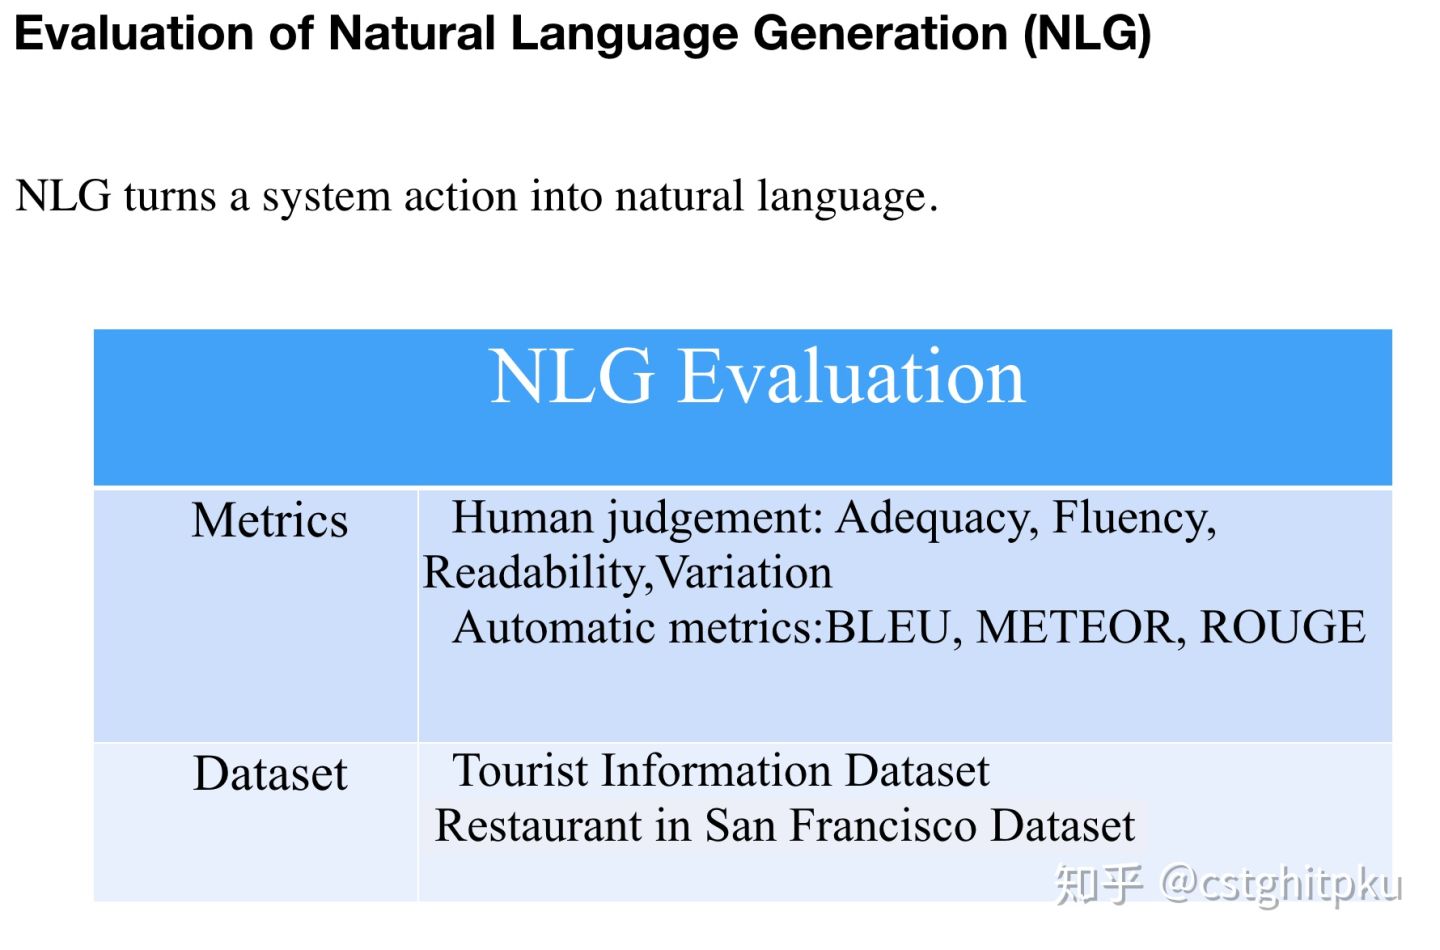 Evaluation of Natural Language Generation (NLG)
NLG turns a system action into natural language.
NLG Evaluation
Metrics
Human judgement: Adequacy, Fluency,
Readability,Variation
Automatic metrics:BLEU, METEOR, ROUGE
Dataset
Tourist Information Dataset
Restaurant in San Francisco Dataset
知乎 @cstghitpku